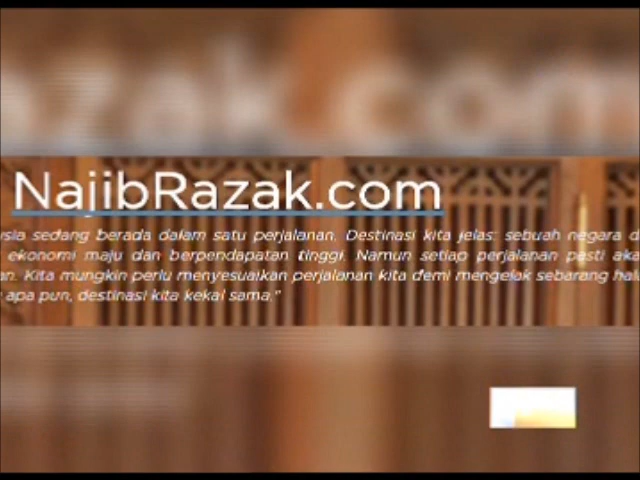 NajibRazak.com
sedang berada dalam satu perjalanan. Destinasi kita jelas: sebuah negara
ekonomi maju dan berpendapatan tinggi. Namun setiap perjalanan pasti
Kita mungkin perlu menyesuaikan perjalanan kita demi mengelak sebarang
apa pun, destinasi kita kekal sama."